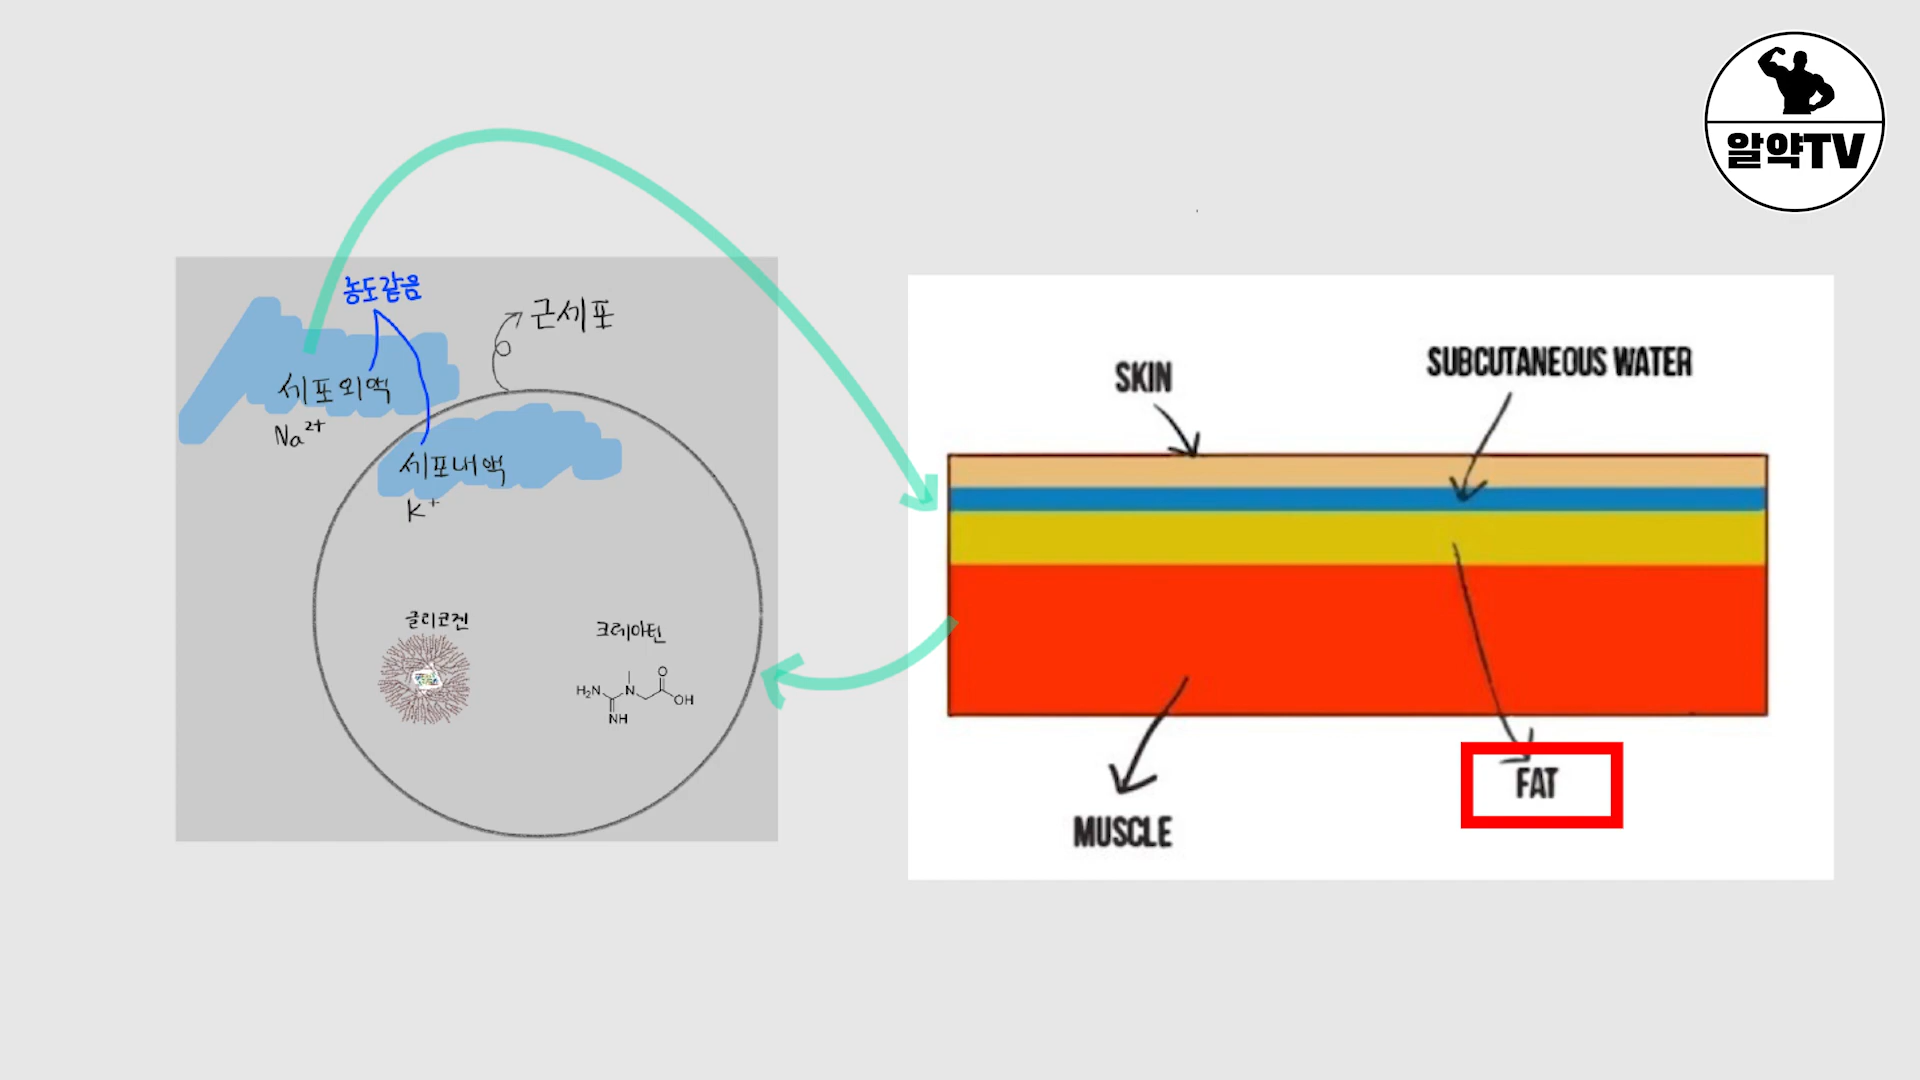 알약TV
농도같음
근세포
세포외액
Na²⁺
세포내액
K⁺
글리코겐
크레아틴
H₂N
N
O
OH
NH
SKIN
SUBCUTANEOUS WATER
FAT
MUSCLE